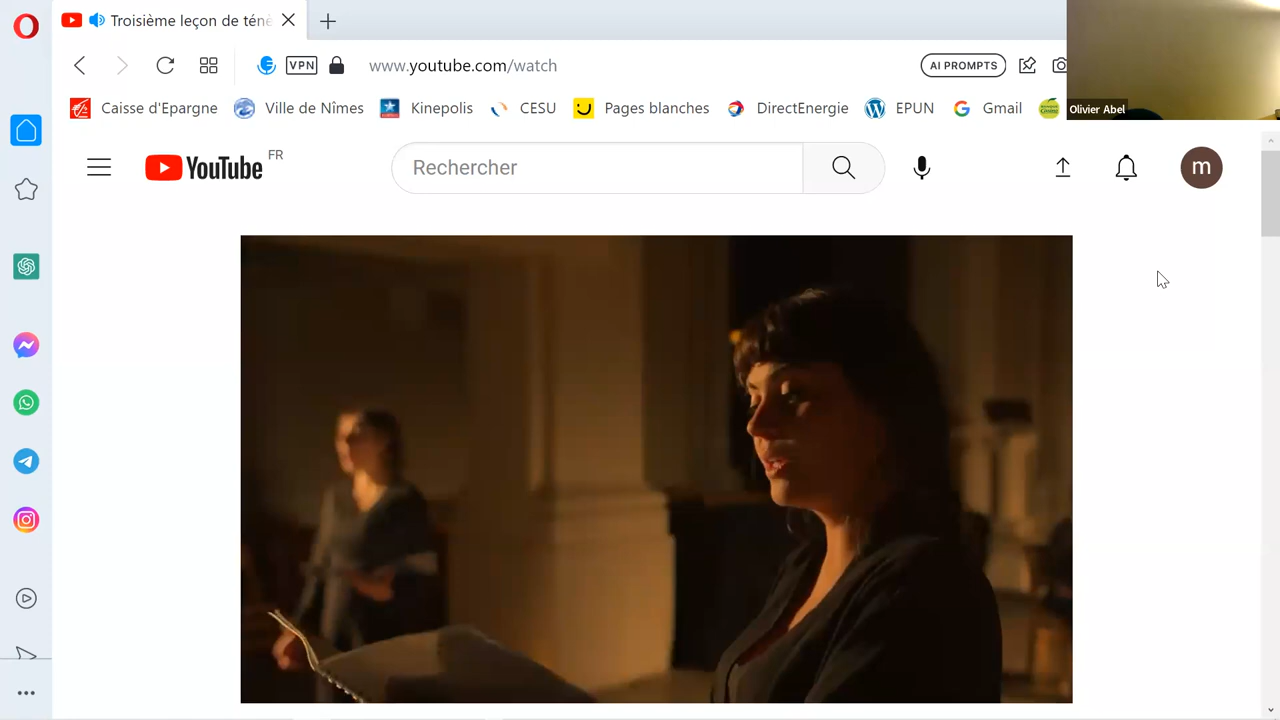 Troisième leçon de ténè
VPN
www.youtube.com/watch
AI PROMPTS
Caisse d'Epargne
Ville de Nîmes
Kinepolis
CESU
Pages blanches
DirectEnergie
EPUN
Gmail
Olivier Abel
YouTube
FR
Rechercher
m